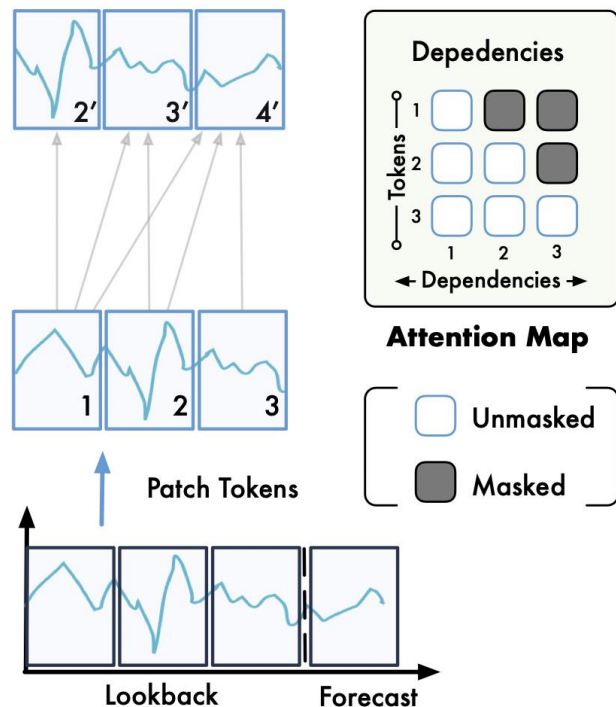 2′ 3′ 4′
1 2 3
Patch Tokens
Lookback Forecast
Depedencies
Tokens
1
2
3
1 2 3
Dependencies
Attention Map
Unmasked
Masked